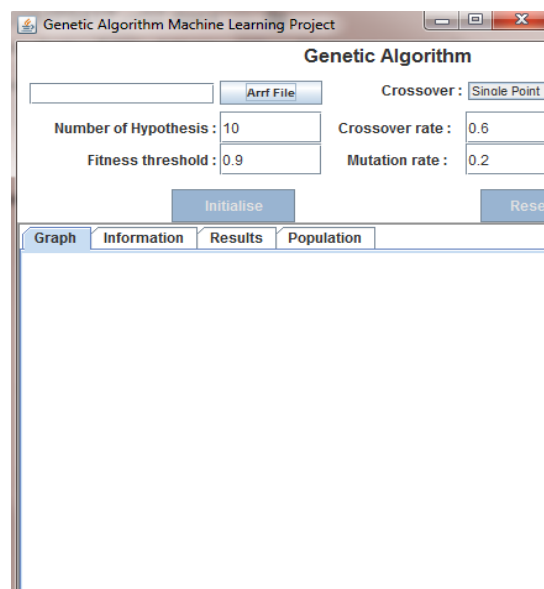 Genetic Algorithm Machine Learning Project
Genetic Algorithm
Arrf File Crossover : Single Point
Number of Hypothesis : 10 Crossover rate : 0.6
Fitness threshold : 0.9 Mutation rate : 0.2
Initialise Rese
Graph Information Results Population